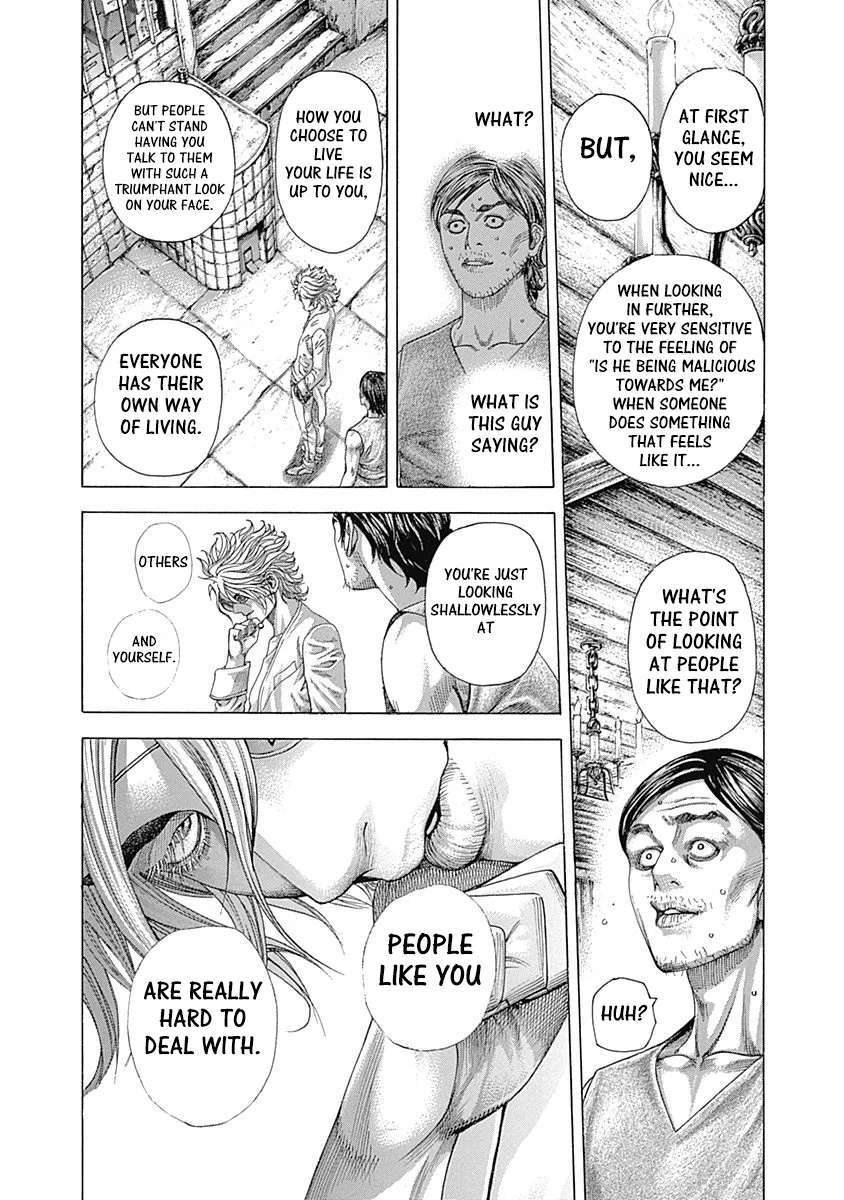 AT FIRST
GLANCE,
YOU SEEM
NICE...
BUT,
WHEN LOOKING
IN FURTHER,
YOU'RE VERY SENSITIVE
TO THE FEELING OF
"IS HE BEING MALICIOUS
TOWARDS ME?"
WHEN SOMEONE
DOES SOMETHING
THAT FEELS
LIKE IT...
WHAT'S
THE POINT
OF LOOKING
AT PEOPLE
LIKE THAT?
HUH?
WHAT?
WHAT IS
THIS GUY
SAYING?
HOW YOU
CHOOSE TO
LIVE
YOUR LIFE IS
UP TO YOU,
BUT PEOPLE
CAN'T STAND
HAVING YOU
TALK TO THEM
WITH SUCH A
TRIUMPHANT LOOK
ON YOUR FACE.
EVERYONE
HAS THEIR
OWN WAY
OF LIVING.
YOU'RE JUST
LOOKING
SHALLOWLESSLY
AT
OTHERS
AND
YOURSELF.
PEOPLE
LIKE YOU
ARE REALLY
HARD TO
DEAL WITH.